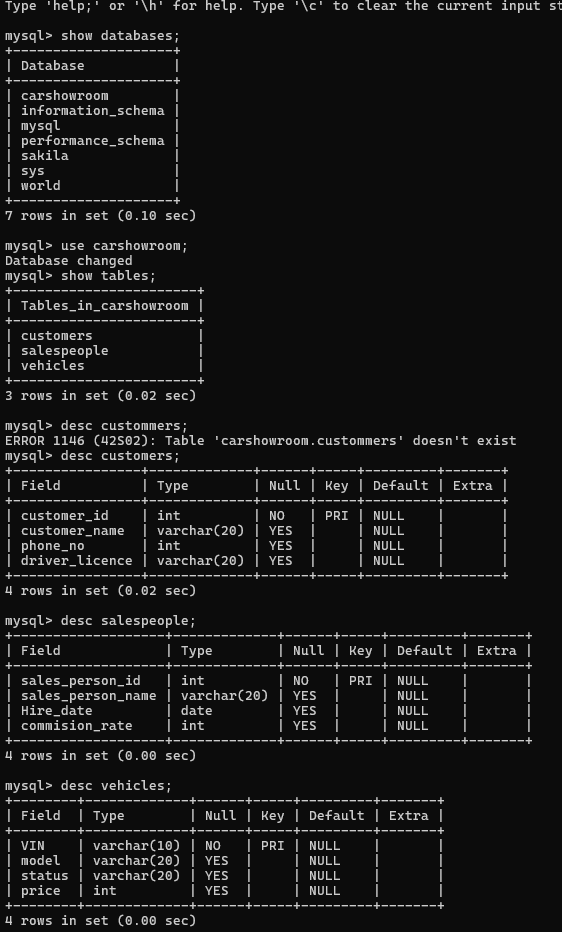 Type 'help;' or '\h' for help. Type '\c' to clear the current input st
mysql> show databases;
+--------------------+
| Database           |
+--------------------+
| carshowroom        |
| information_schema |
| mysql              |
| performance_schema |
| sakila             |
| sys                |
| world              |
+--------------------+
7 rows in set (0.10 sec)
mysql> use carshowroom;
Database changed
mysql> show tables;
+-----------------------+
| Tables_in_carshowroom |
+-----------------------+
| customers             |
| salespeople           |
| vehicles              |
+-----------------------+
3 rows in set (0.02 sec)
mysql> desc custommers;
ERROR 1146 (42S02): Table 'carshowroom.custommers' doesn't exist
mysql> desc customers;
+----------------+-------------+------+-----+---------+-------+
| Field          | Type        | Null | Key | Default | Extra |
+----------------+-------------+------+-----+---------+-------+
| customer_id    | int         | NO   | PRI | NULL    |       |
| customer_name  | varchar(20) | YES  |     | NULL    |       |
| phone_no       | int         | YES  |     | NULL    |       |
| driver_licence | varchar(20) | YES  |     | NULL    |       |
+----------------+-------------+------+-----+---------+-------+
4 rows in set (0.02 sec)
mysql> desc salespeople;
+-------------------+-------------+------+-----+---------+-------+
| Field             | Type        | Null | Key | Default | Extra |
+-------------------+-------------+------+-----+---------+-------+
| sales_person_id   | int         | NO   | PRI | NULL    |       |
| sales_person_name | varchar(20) | YES  |     | NULL    |       |
| Hire_date         | date        | YES  |     | NULL    |       |
| commision_rate    | int         | YES  |     | NULL    |       |
+-------------------+-------------+------+-----+---------+-------+
4 rows in set (0.00 sec)
mysql> desc vehicles;
+--------+-------------+------+-----+---------+-------+
| Field  | Type        | Null | Key | Default | Extra |
+--------+-------------+------+-----+---------+-------+
| VIN    | varchar(10) | NO   | PRI | NULL    |       |
| model  | varchar(20) | YES  |     | NULL    |       |
| status | varchar(20) | YES  |     | NULL    |       |
| price  | int         | YES  |     | NULL    |       |
+--------+-------------+------+-----+---------+-------+
4 rows in set (0.00 sec)